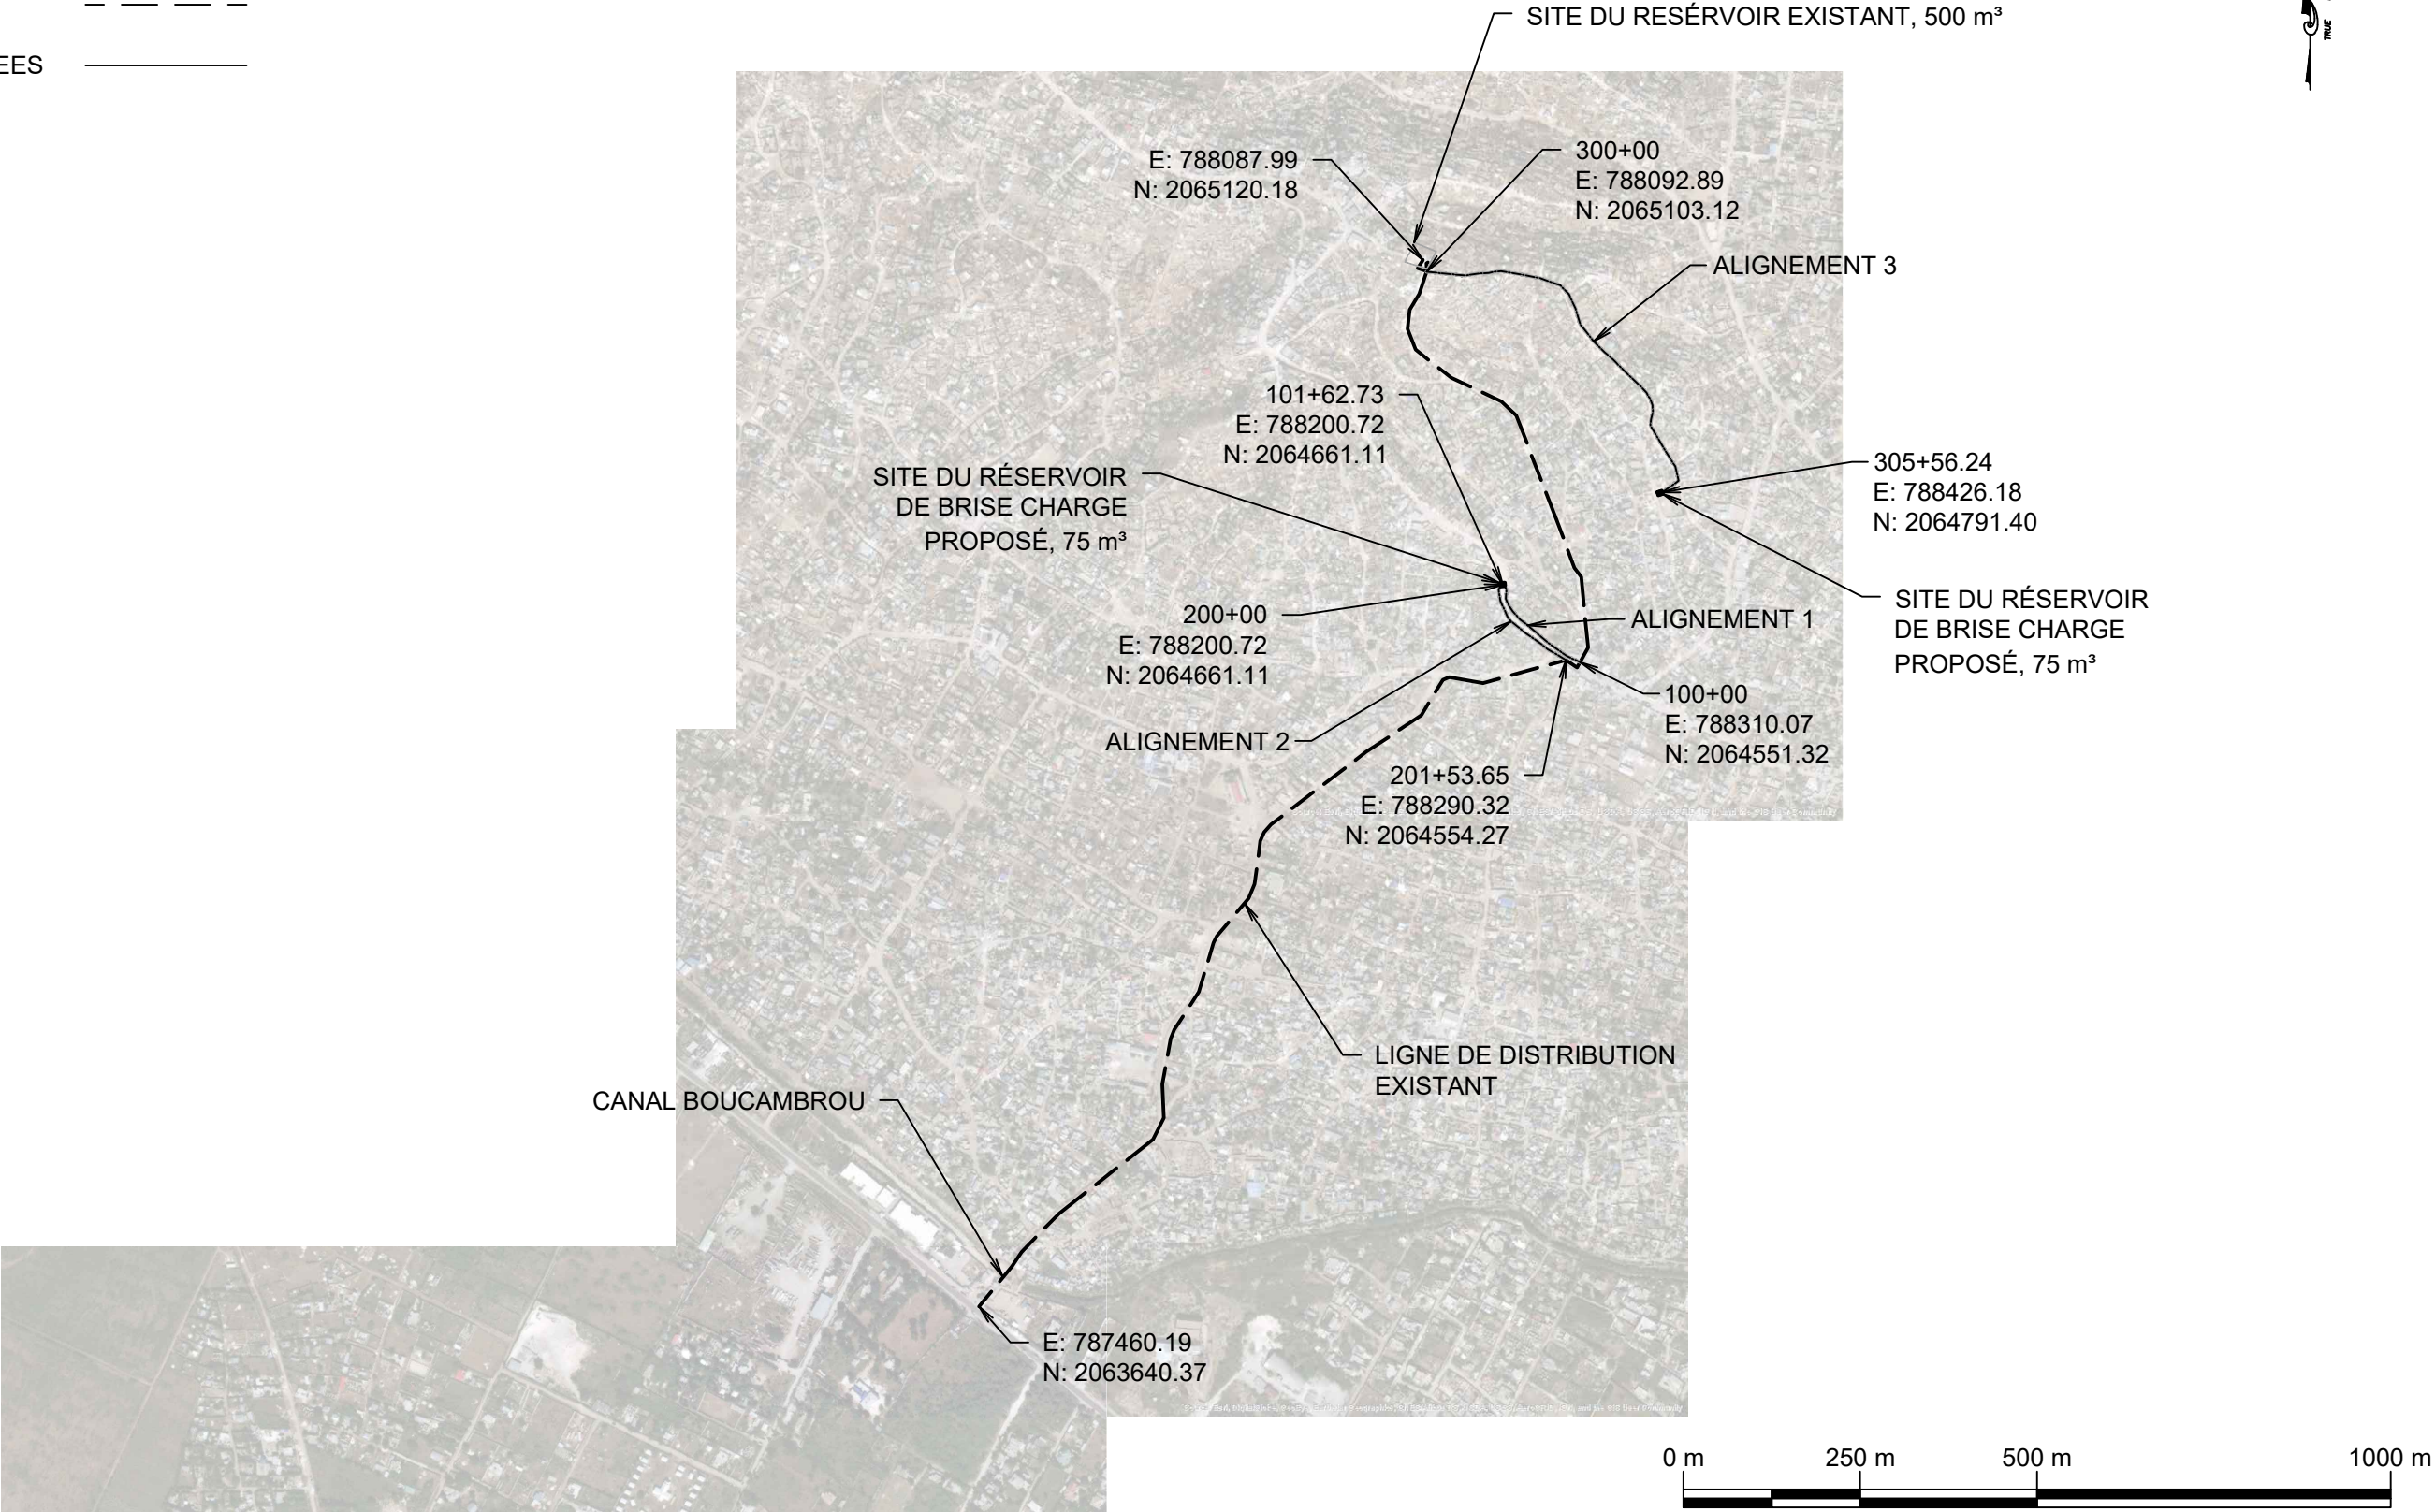 SITE DU RESÉRVOIR EXISTANT, 500 m³
TRUE
EES
E: 788087.99
N: 2065120.18
300+00
E: 788092.89
N: 2065103.12
ALIGNEMENT 3
101+62.73
E: 788200.72
N: 2064661.11
SITE DU RÉSERVOIR
DE BRISE CHARGE
PROPOSÉ, 75 m³
305+56.24
E: 788426.18
N: 2064791.40
SITE DU RÉSERVOIR
DE BRISE CHARGE
PROPOSÉ, 75 m³
200+00
E: 788200.72
N: 2064661.11
ALIGNEMENT 1
ALIGNEMENT 2
100+00
E: 788310.07
N: 2064551.32
201+53.65
E: 788290.32
N: 2064554.27
LIGNE DE DISTRIBUTION
EXISTANT
CANAL BOUCAMBROU
E: 787460.19
N: 2063640.37
0 m 250 m 500 m 1000 m